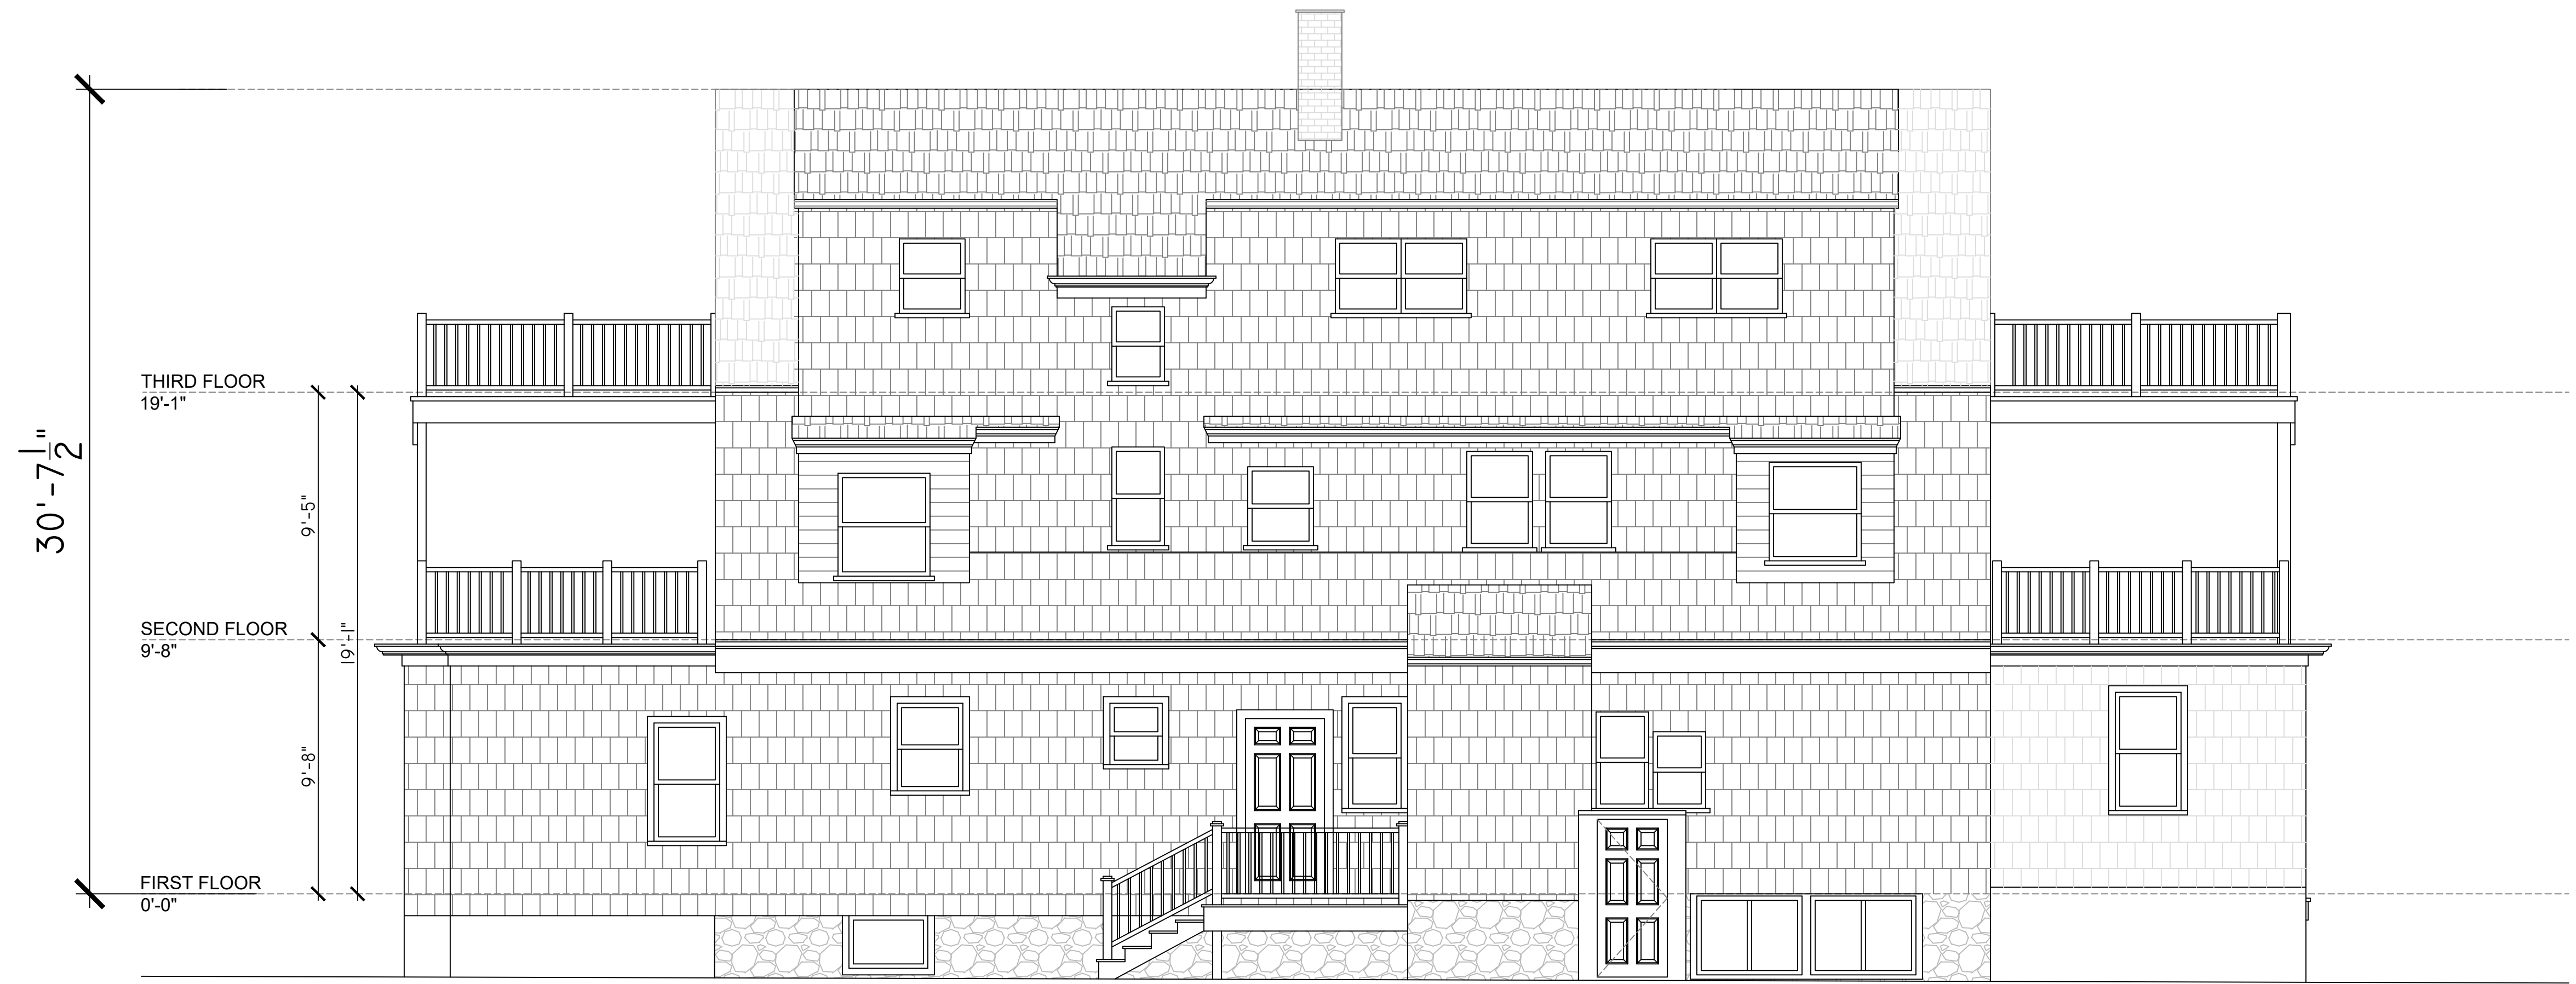 THIRD FLOOR
19'-1"
30'-7 1/2"
9'-5"
SECOND FLOOR
9'-8"
19'-1"
9'-8"
FIRST FLOOR
0'-0"